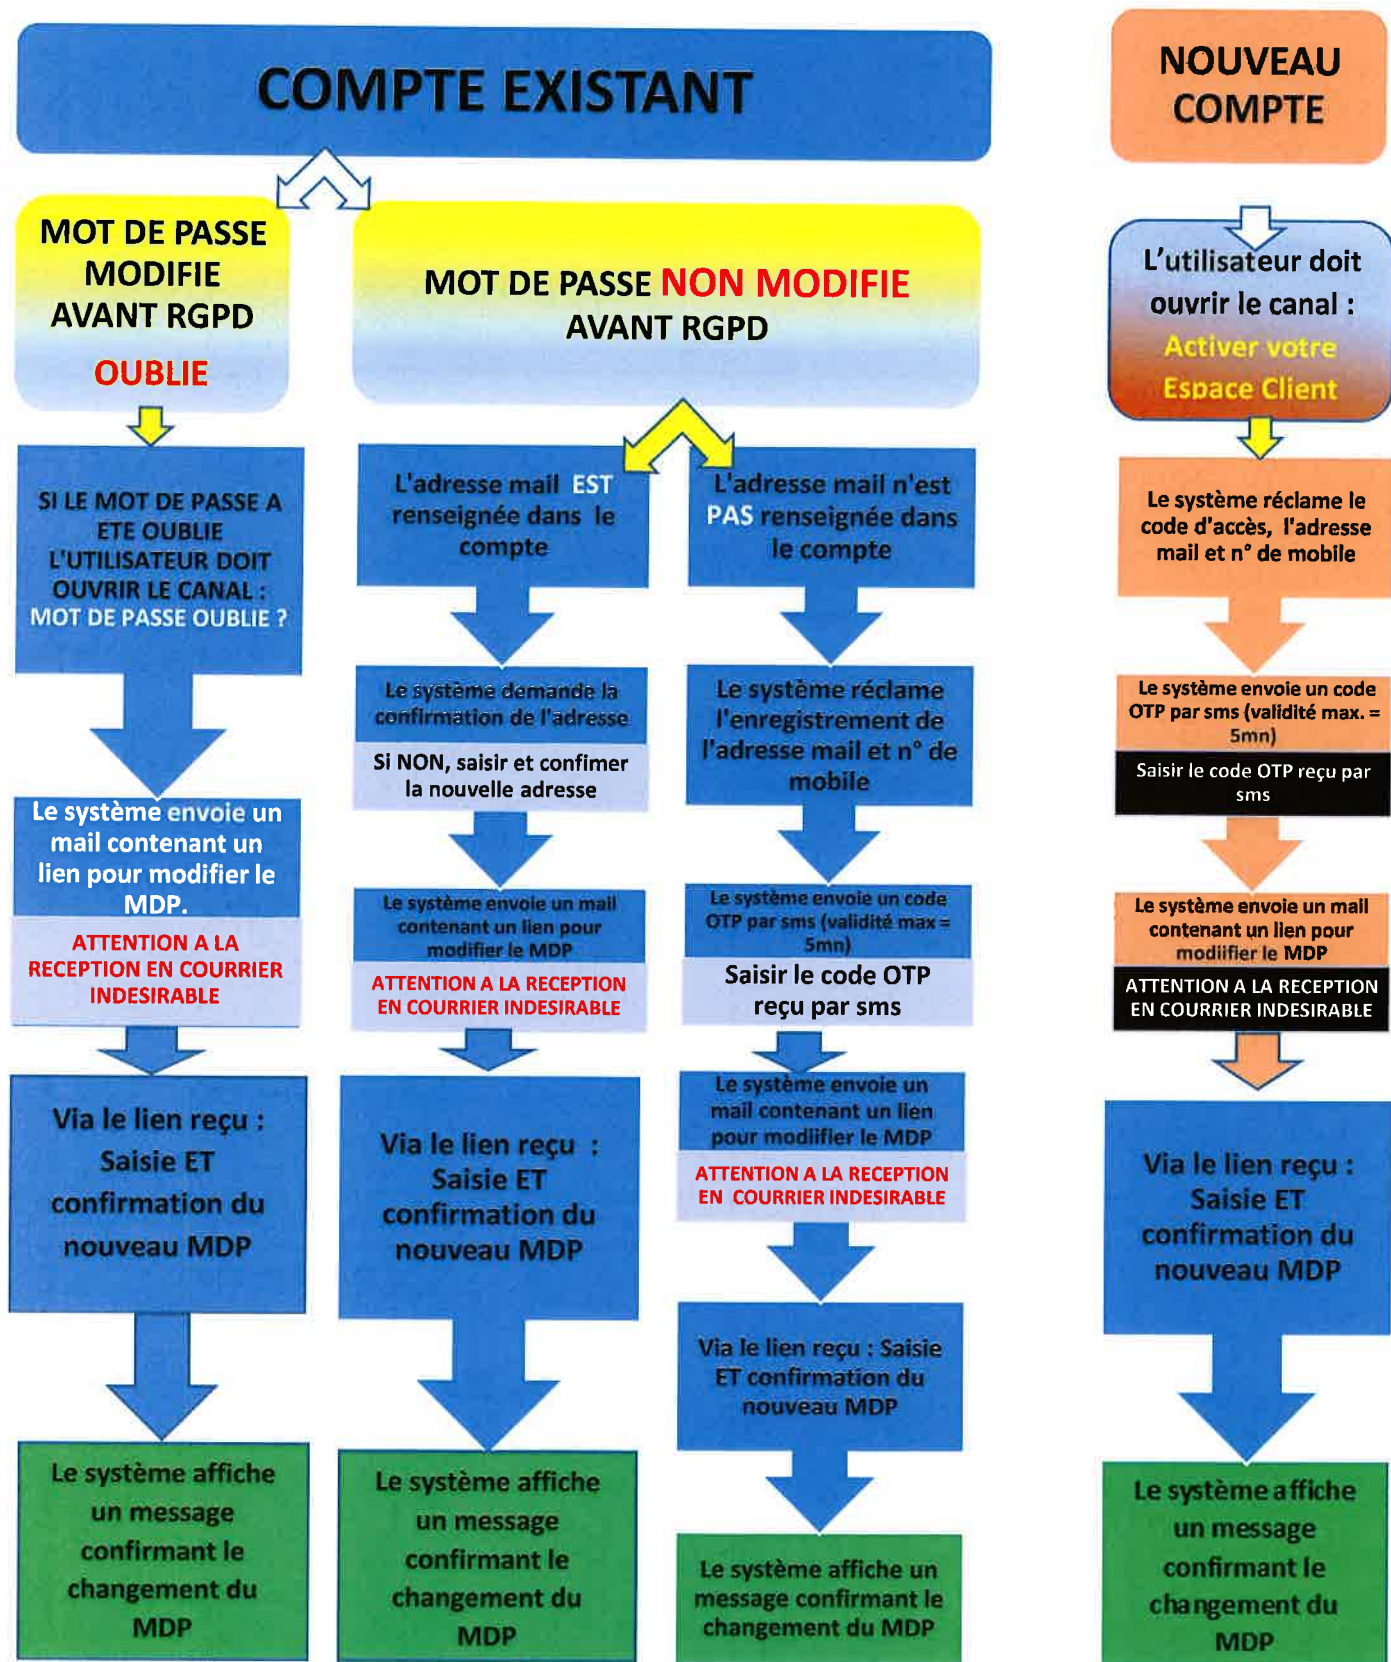 COMPTE EXISTANT
MOT DE PASSE
MODIFIE
AVANT RGPD
OUBLIE
SI LE MOT DE PASSE A
ETE OUBLIE
L'UTILISATEUR DOIT
OUVRIR LE CANAL :
MOT DE PASSE OUBLIE ?
Le système envoie un
mail contenant un
lien pour modifier le
MDP.
ATTENTION A LA
RECEPTION EN COURRIER
INDESIRABLE
Via le lien reçu :
Saisie ET
confirmation du
nouveau MDP
Le système affiche
un message
confirmant le
changement du
MDP
MOT DE PASSE NON MODIFIE
AVANT RGPD
L'adresse mail EST
renseignée dans le
compte
Le système demande la
confirmation de l'adresse
Si NON, saisir et confimer
la nouvelle adresse
Le système envoie un mail
contenant un lien pour
modifier le MDP
ATTENTION A LA RECEPTION
EN COURRIER INDESIRABLE
Via le lien reçu :
Saisie ET
confirmation du
nouveau MDP
Le système affiche
un message
confirmant le
changement du
MDP
L'adresse mail n'est
PAS renseignée dans
le compte
Le système réclame
l'enregistrement de
l'adresse mail et n° de
mobile
Le système envoie un code
OTP par sms (validité max =
5mn)
Saisir le code OTP
reçu par sms
Le système envoie un
mail contenant un lien
pour modlifier le MDP
ATTENTION A LA RECEPTION
EN COURRIER INDESIRABLE
Via le lien reçu : Saisie
ET confirmation du
nouveau MDP
Le système affiche un
message confirmant le
changement du MDP
NOUVEAU
COMPTE
L'utilisateur doit
ouvrir le canal :
Activer votre
Espace Client
Le système réclame le
code d'accès, l'adresse
mail et n° de mobile
Le système envoie un code
OTP par sms (validité max. =
5mn)
Saisir le code OTP reçu par
sms
Le système envoie un mail
contenant un lien pour
modiifier le MDP
ATTENTION A LA RECEPTION
EN COURRIER INDESIRABLE
Via le lien reçu :
Saisie ET
confirmation du
nouveau MDP
Le système affiche
un message
confirmant le
changement du
MDP